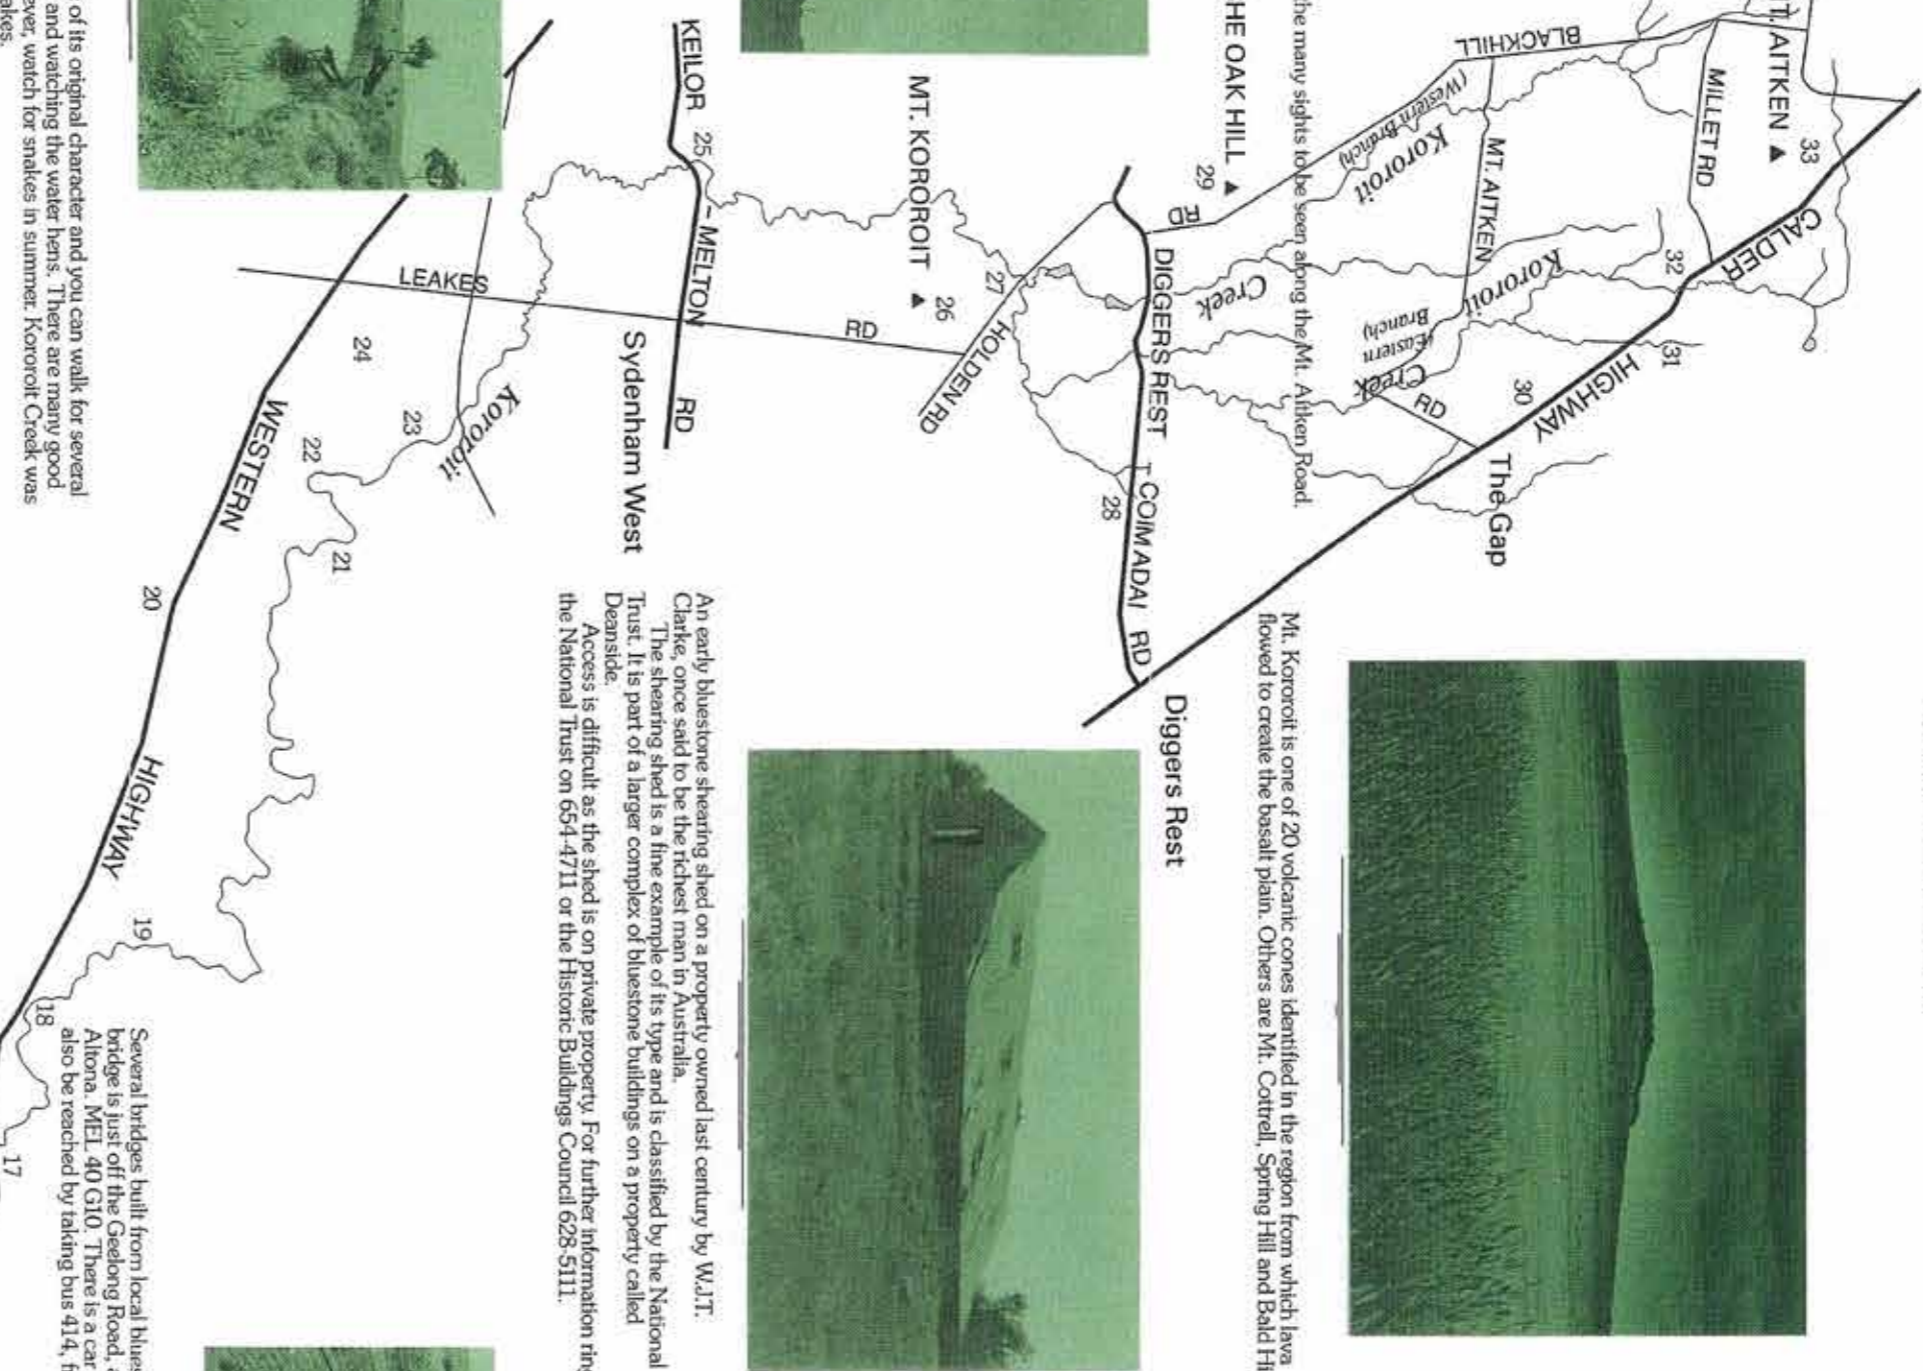 of its original character and you can walk for several
and watching the water hens. There are many good
ever, watch for snakes in summer. Kororoit Creek was
akes.
the many sights to be seen along the Mt. Aitken Road.
Mt. Kororoit is one of 20 volcanic cones identified in the region from which lava
flowed to create the basalt plain. Others are Mt. Cottrell, Spring Hill and Bald Hi
An early bluestone shearing shed on a property owned last century by W.J.T.
Clarke, once said to be the richest man in Australia.
The shearing shed is a fine example of its type and is classified by the National
Trust. It is part of a larger complex of bluestone buildings on a property called
Deanside.
Access is difficult as the shed is on private property. For further information ring
the National Trust on 654-4711 or the Historic Buildings Council 628-5111.
Several bridges built from local blues
bridge is just off the Geelong Road, a
Altona. MEL 40 G10. There is a car
also be reached by taking bus 414, f
T. AITKEN
33
MILLET RD
CALDER
HIGHWAY
32
31
30
The Gap
BLACKHILL
RD
MT. AITKEN
RD
Kororoit
(Western Branch)
Kororoit
Creek
(Eastern
Branch)
Creek
HE OAK HILL
29
DIGGERS REST – COIMADAI RD
28
Diggers Rest
MT. KOROROIT
26
27
HOLDEN RD
KEILOR – MELTON RD
25
Sydenham West
LEAKES RD
Kororoit
24
23
22
21
20
WESTERN HIGHWAY
19
18
17